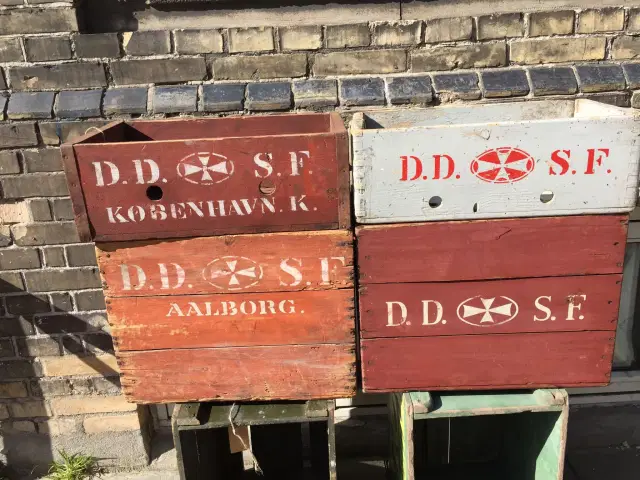 D.D. S.F.
KØBENHAVN. K.
D.D. S.F.
D.D. S.F
AALBORG.
D.D. S.F.